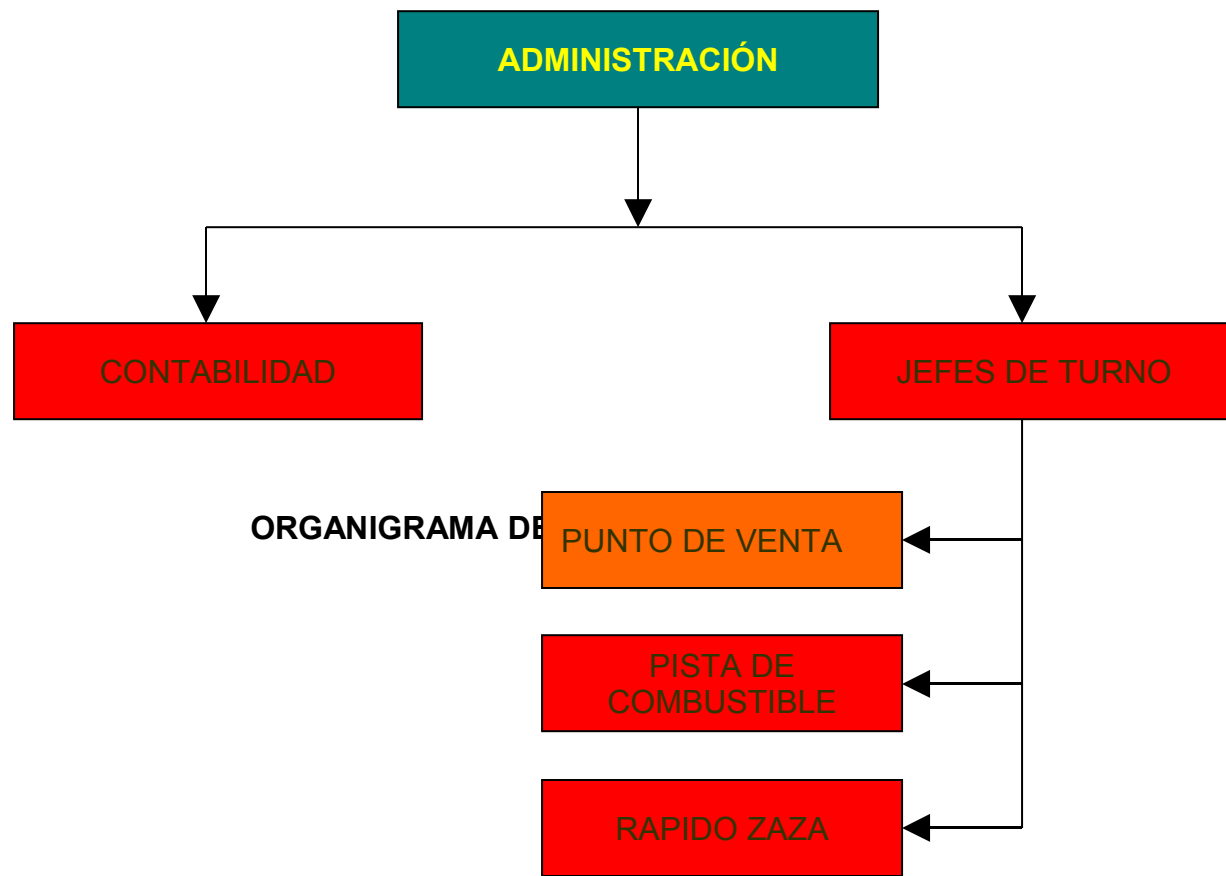 ADMINISTRACIÓN
CONTABILIDAD
JEFES DE TURNO
ORGANIGRAMA DE
PUNTO DE VENTA
PISTA DE
COMBUSTIBLE
RAPIDO ZAZA